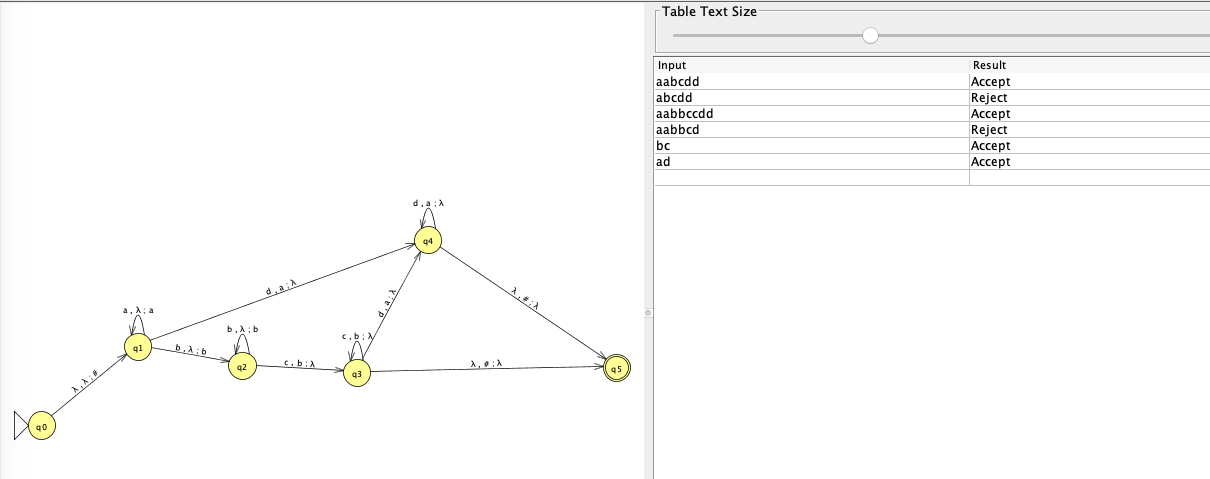 Table Text Size
Input Result
aabcdd Accept
abcdd Reject
aabbccdd Accept
aabbcd Reject
bc Accept
ad Accept
d , a ; λ
q4
d , a ; λ
λ , # ; λ
d , a ; λ
a , λ ; a
q1
b , λ ; b
b , λ ; b
q2
c , b ; λ
c , b ; λ
q3
λ , # ; λ
q5
λ , λ ; #
q0